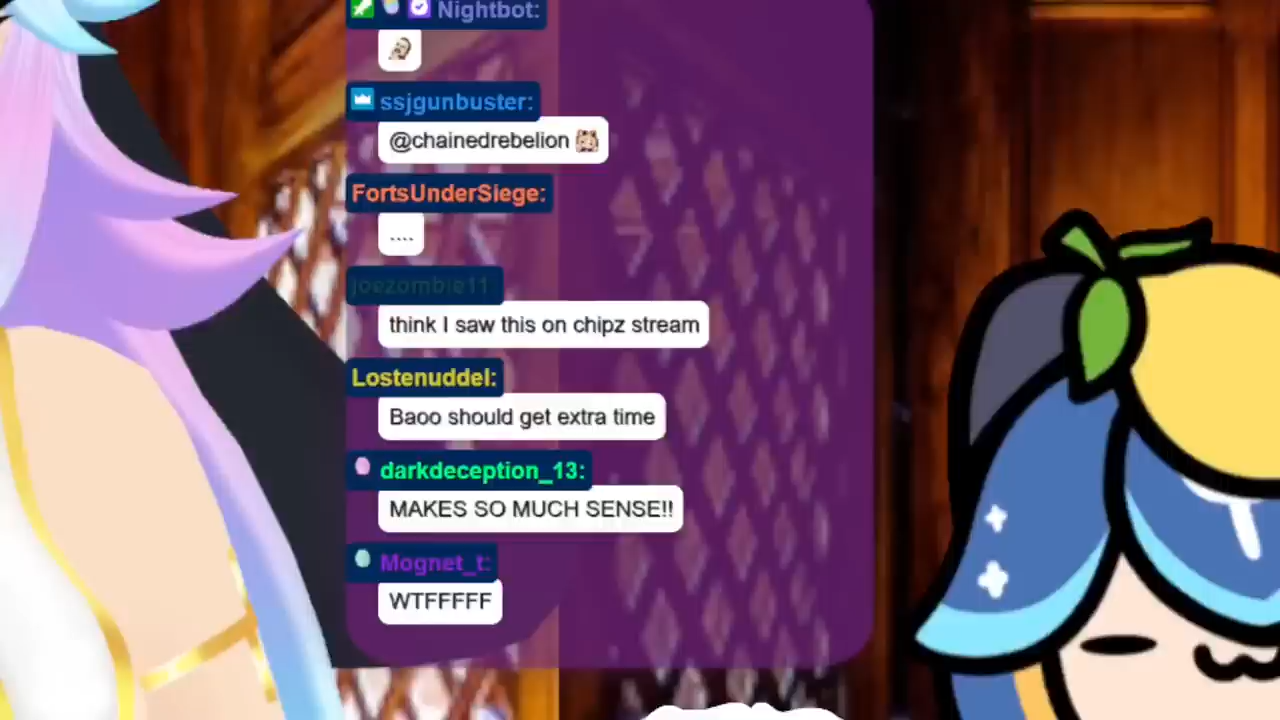 Nightbot:
ssjgunbuster:
@chainedrebelion
FortsUnderSiege:
....
joezombie11
think I saw this on chipz stream
Lostenuddel:
Baoo should get extra time
darkdeception_13:
MAKES SO MUCH SENSE!!
Mognet_t:
WTFFFFF